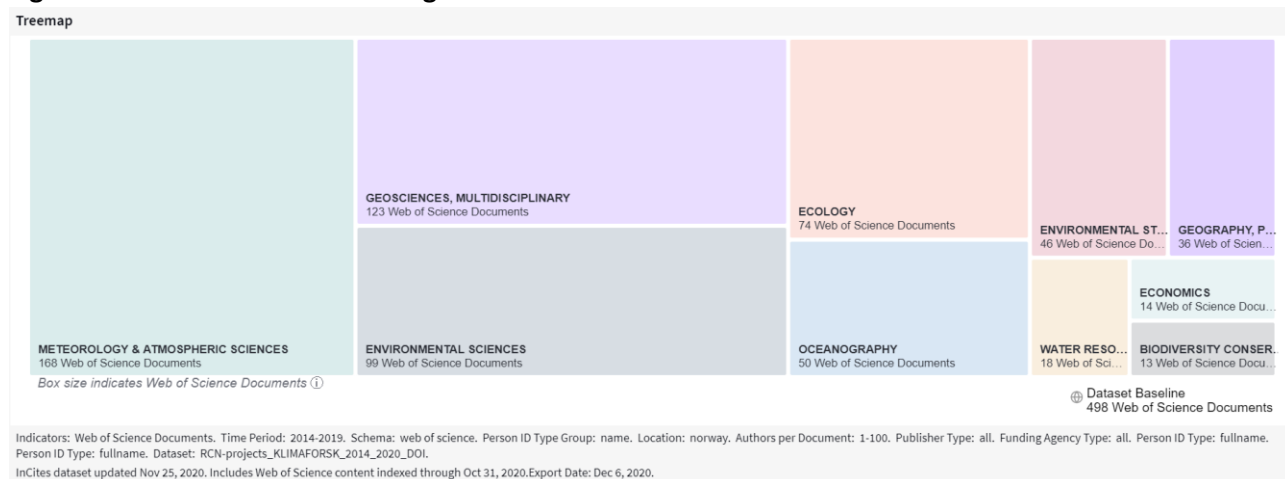 Treemap
GEOSCIENCES, MULTIDISCIPLINARY
123 Web of Science Documents
ECOLOGY
74 Web of Science Documents
ENVIRONMENTAL ST...
46 Web of Science Do...
GEOGRAPHY, P...
36 Web of Scien...
METEOROLOGY & ATMOSPHERIC SCIENCES
168 Web of Science Documents
ENVIRONMENTAL SCIENCES
99 Web of Science Documents
OCEANOGRAPHY
50 Web of Science Documents
WATER RESO...
18 Web of Sci...
ECONOMICS
14 Web of Science Docu...
BIODIVERSITY CONSER...
13 Web of Science Docu...
Box size indicates Web of Science Documents
Dataset Baseline
498 Web of Science Documents
Indicators: Web of Science Documents. Time Period: 2014-2019. Schema: web of science. Person ID Type Group: name. Location: norway. Authors per Document: 1-100. Publisher Type: all. Funding Agency Type: all. Person ID Type: fullname.
Person ID Type: fullname. Dataset: RCN-projects_KLIMAFORSK_2014_2020_DOI.
InCites dataset updated Nov 25, 2020. Includes Web of Science content indexed through Oct 31, 2020.Export Date: Dec 6, 2020.